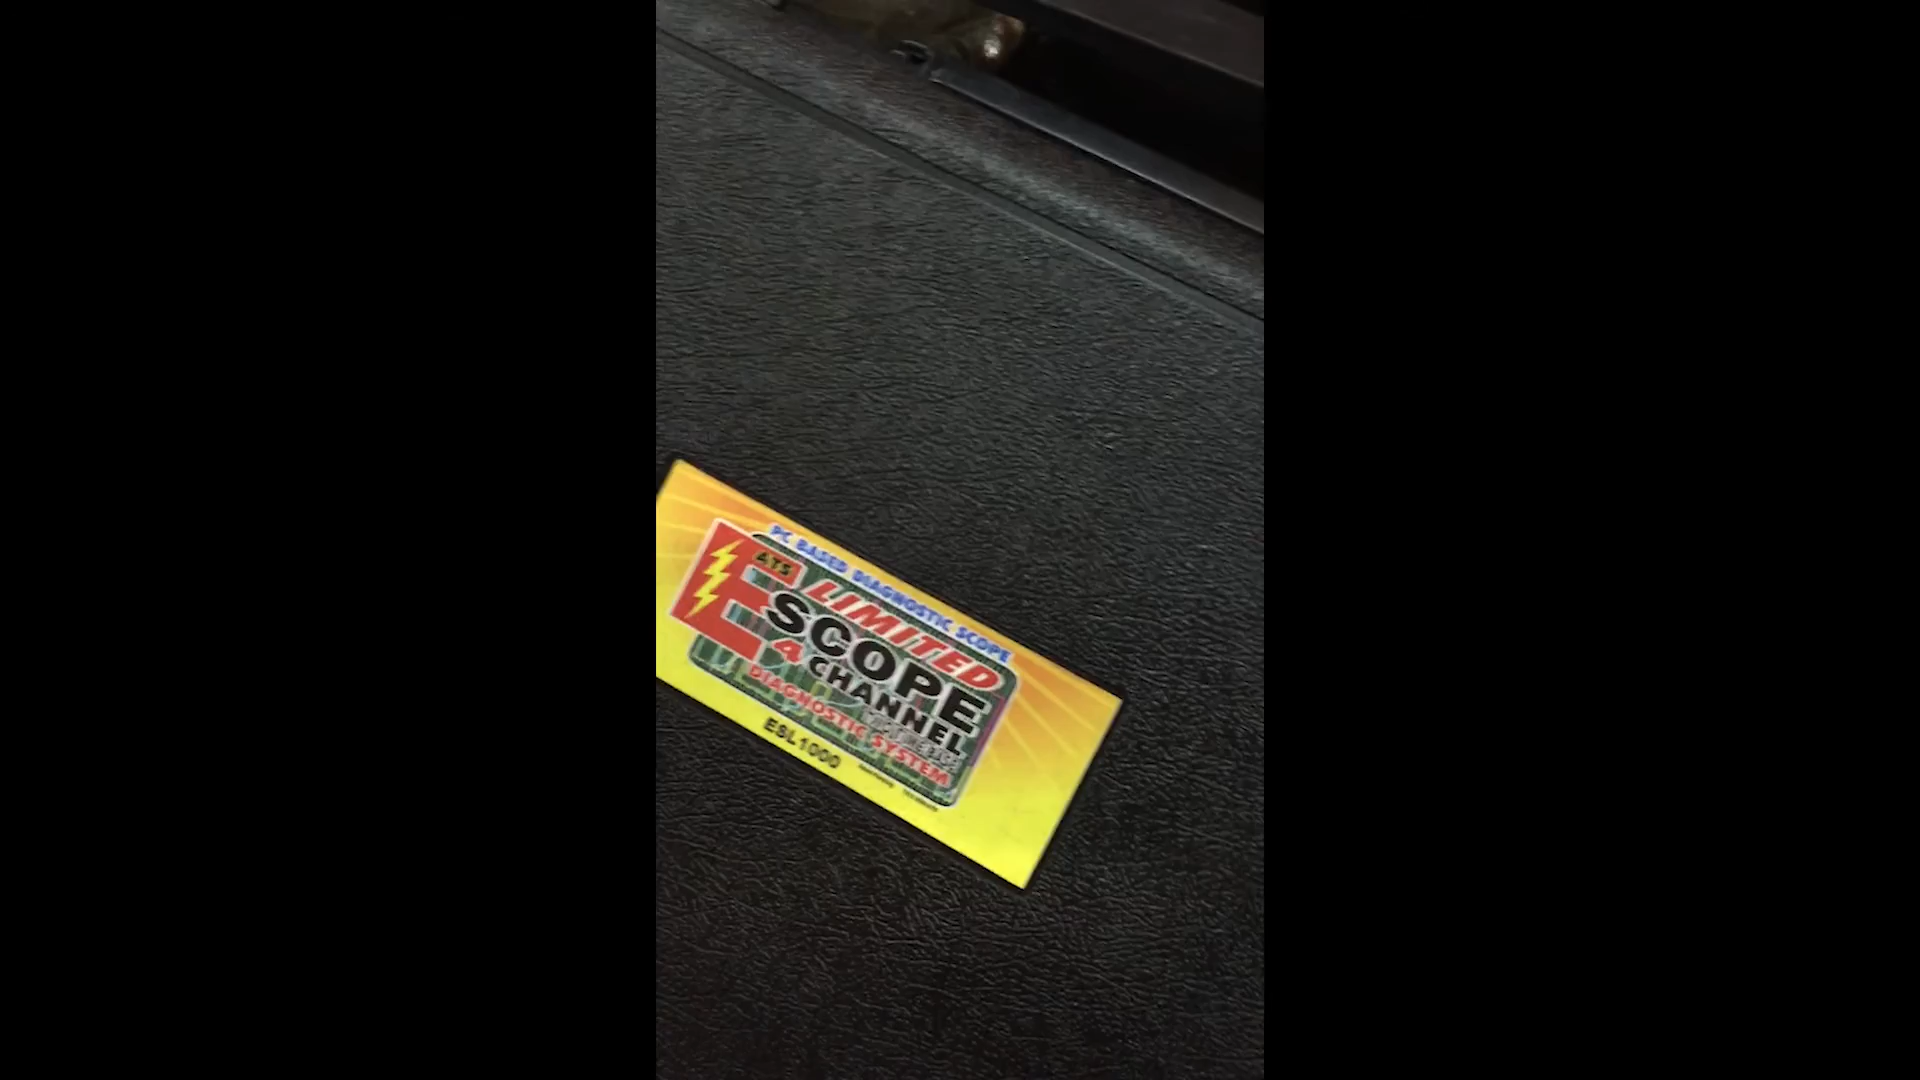 PC BASED DIAGNOSTIC SCOPE
ATS
LIMITED
ESCOPE
4 CHANNEL
DIAGNOSTIC SYSTEM
ESL1000